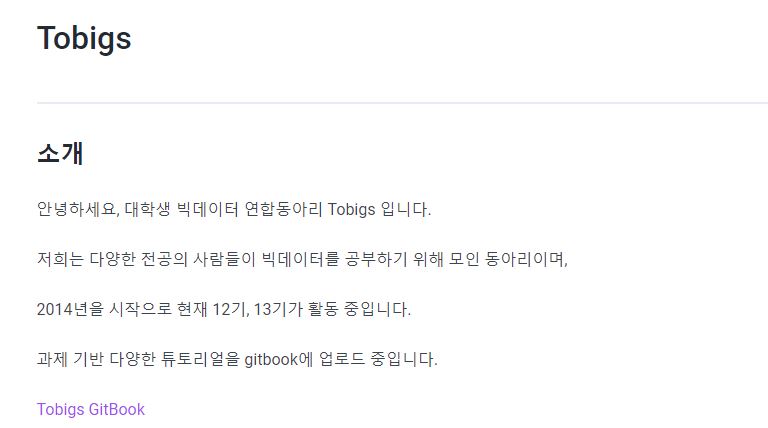 Tobigs
소개
안녕하세요, 대학생 빅데이터 연합동아리 Tobigs 입니다.
저희는 다양한 전공의 사람들이 빅데이터를 공부하기 위해 모인 동아리이며,
2014년을 시작으로 현재 12기, 13기가 활동 중입니다.
과제 기반 다양한 튜토리얼을 gitbook에 업로드 중입니다.
Tobigs GitBook